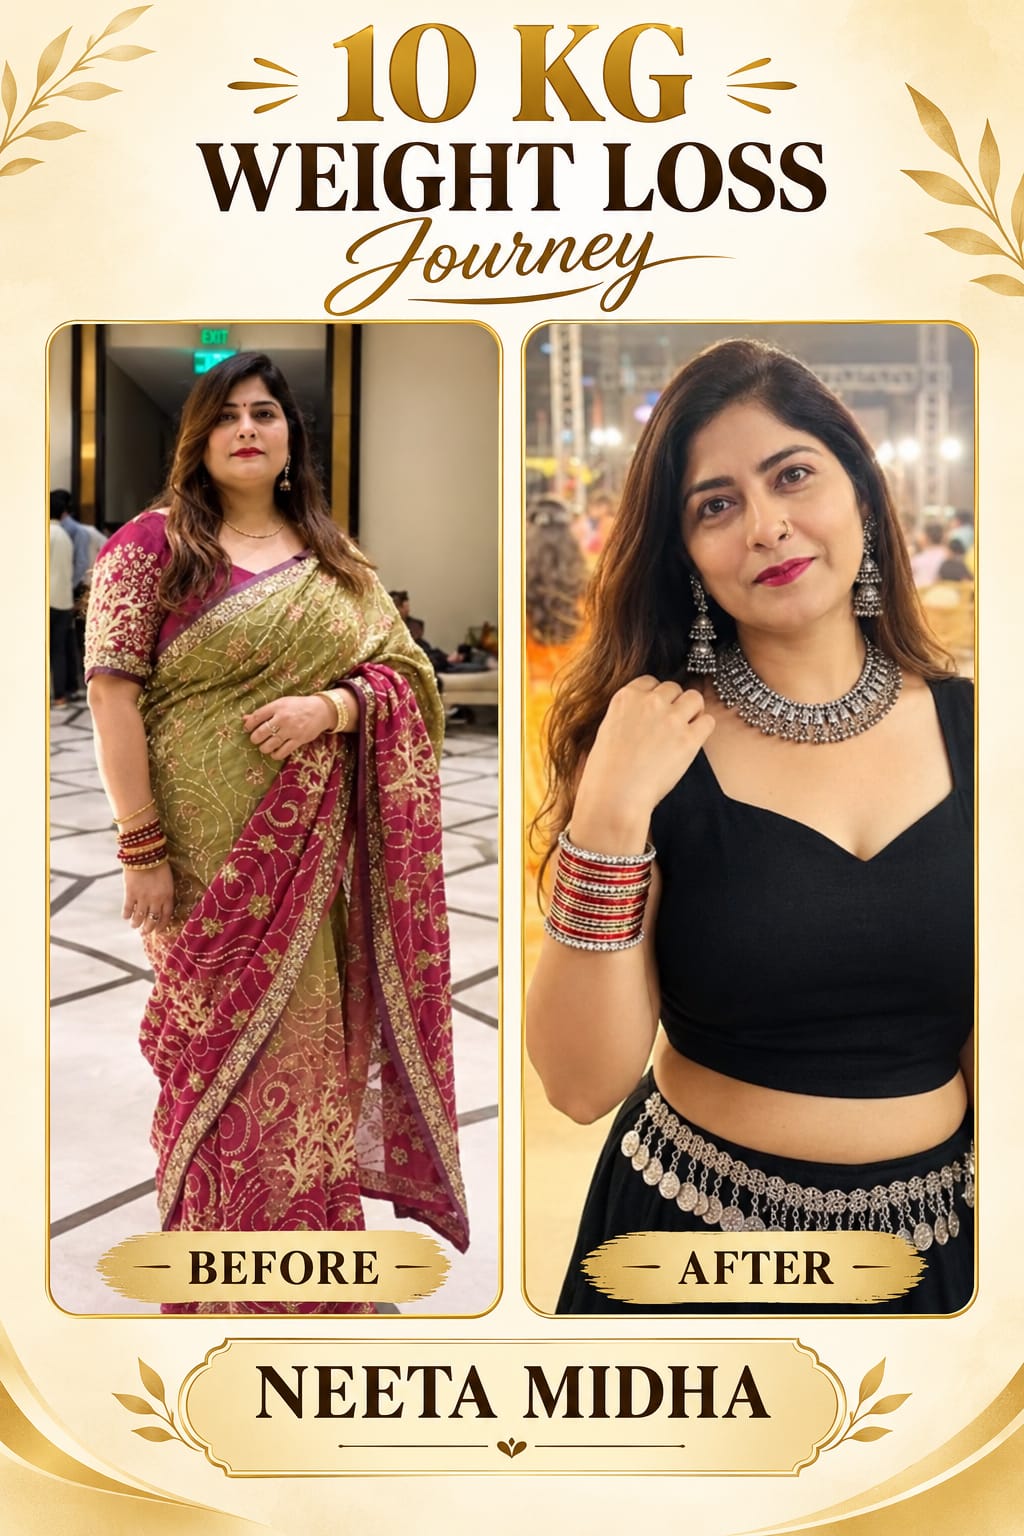 10 KG
WEIGHT LOSS
Journey
EXIT
BEFORE
AFTER
NEETA MIDHA